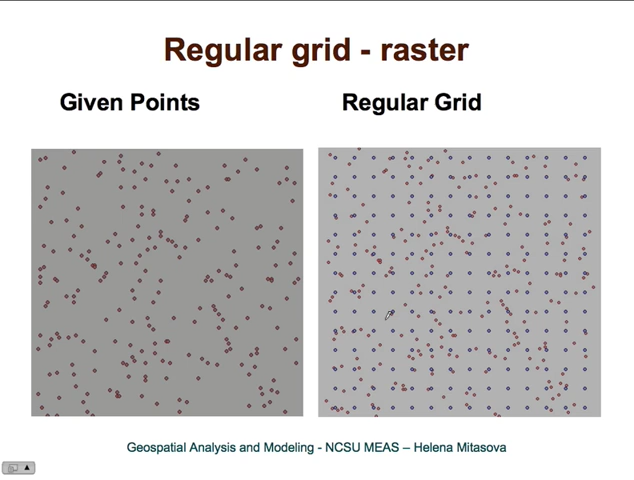 Regular grid - raster
Given Points
Regular Grid
Geospatial Analysis and Modeling - NCSU MEAS – Helena Mitasova